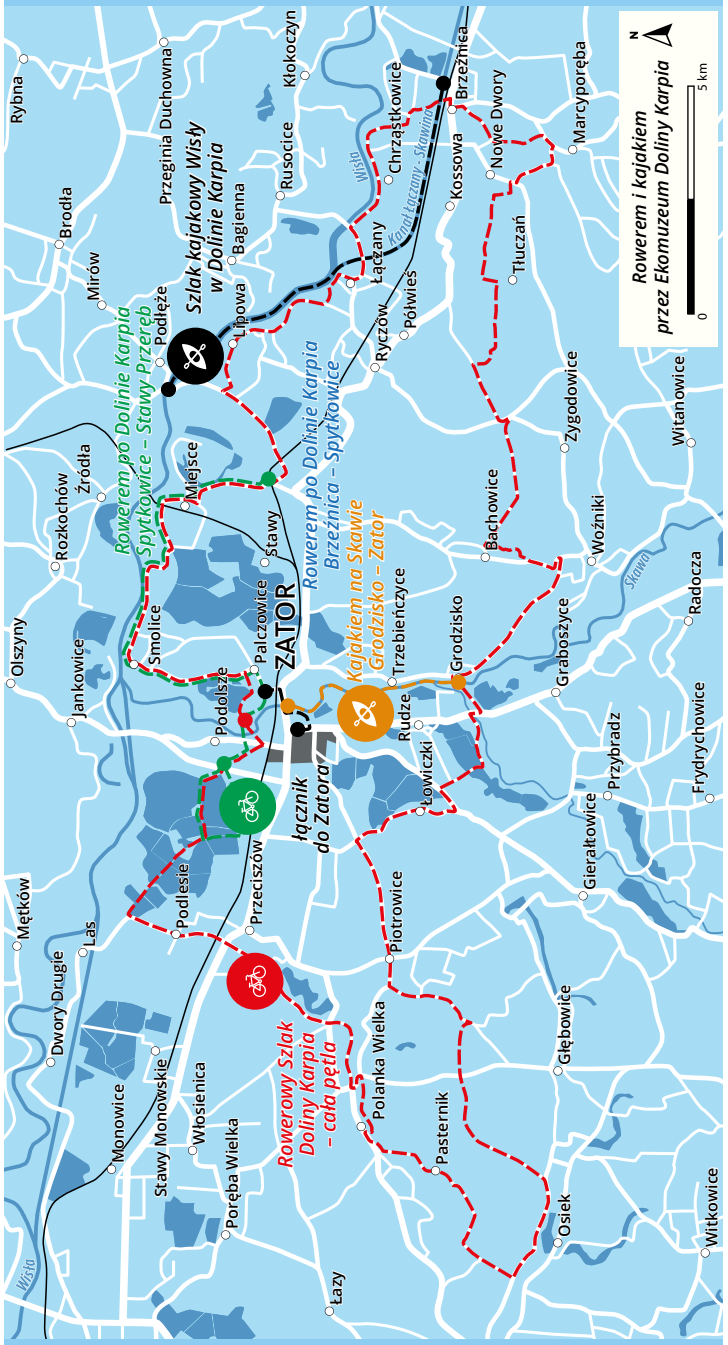 Rybna
Przeginia Duchowna
Kłokoczyn
Brodła
Mirów
Rusocice
Bagienna
Szlak kajakowy Wisły
w Dolinie Karpia
Podłęże
Lipowa
Wisła
Chrząstkowice
Brzeźnica
Kanał Łączany - Skawina
Kossowa
Nowe Dwory
Marcyporęba
Łączany
Półwieś
Ryczów
Tłuczań
Rowerem i kajakiem
przez Ekomuzeum Doliny Karpia
N
0
5 km
Rowerem po Dolinie Karpia
Spytkowice – Stawy Przeręb
Rowerem po Dolinie Karpia
Brzeźnica – Spytkowice
Źródła
Rozkochów
Miejsce
Stawy
Olszyny
Jankowice
Smolice
Palczowice
ZATOR
Podolsze
Kajakiem na Skawie
Grodzisko – Zator
Trzebieńczyce
Grodzisko
Rudze
Łowiczki
Bachowice
Zygodowice
Witanowice
Woźniki
Skawa
Radocza
Graboszyce
Przybradz
Frydrychowice
Gierałtowice
łącznik
do Zatora
Mętków
Las
Dwory Drugie
Podlesie
Przeciszów
Piotrowice
Głębowice
Rowerowy Szlak
Doliny Karpia
– cała pętla
Polanka Wielka
Pasternik
Monowice
Stawy Monowskie
Włosienica
Poręba Wielka
Wisła
Łazy
Osiek
Witkowice